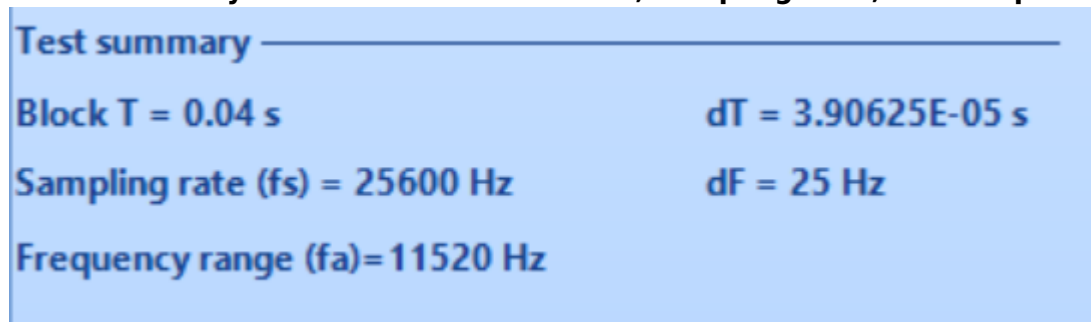 Test summary
Block T = 0.04 s
dT = 3.90625E-05 s
Sampling rate (fs) = 25600 Hz
dF = 25 Hz
Frequency range (fa)=11520 Hz